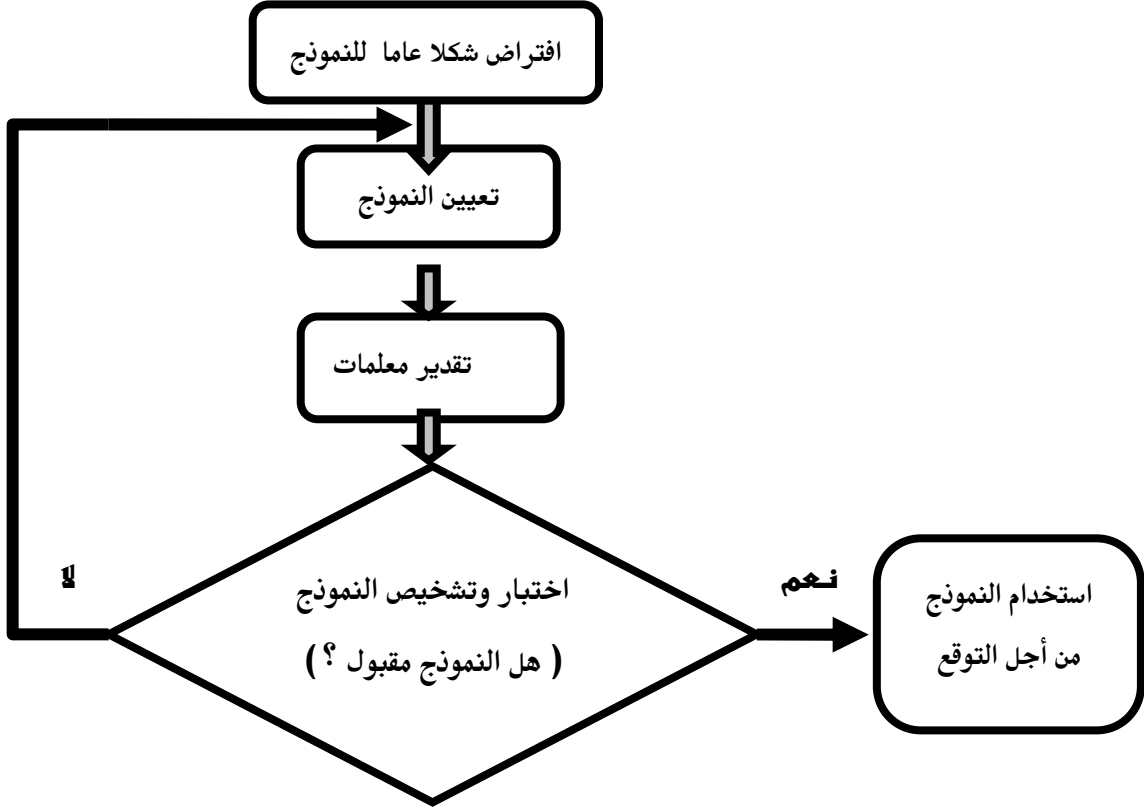 افتراض شكلا عاما للنموذج
تعيين النموذج
تقدير معلمات
اختبار وتشخيص النموذج
( هل النموذج مقبول ؟ )
لا
نعم
استخدام النموذج
من أجل التوقع